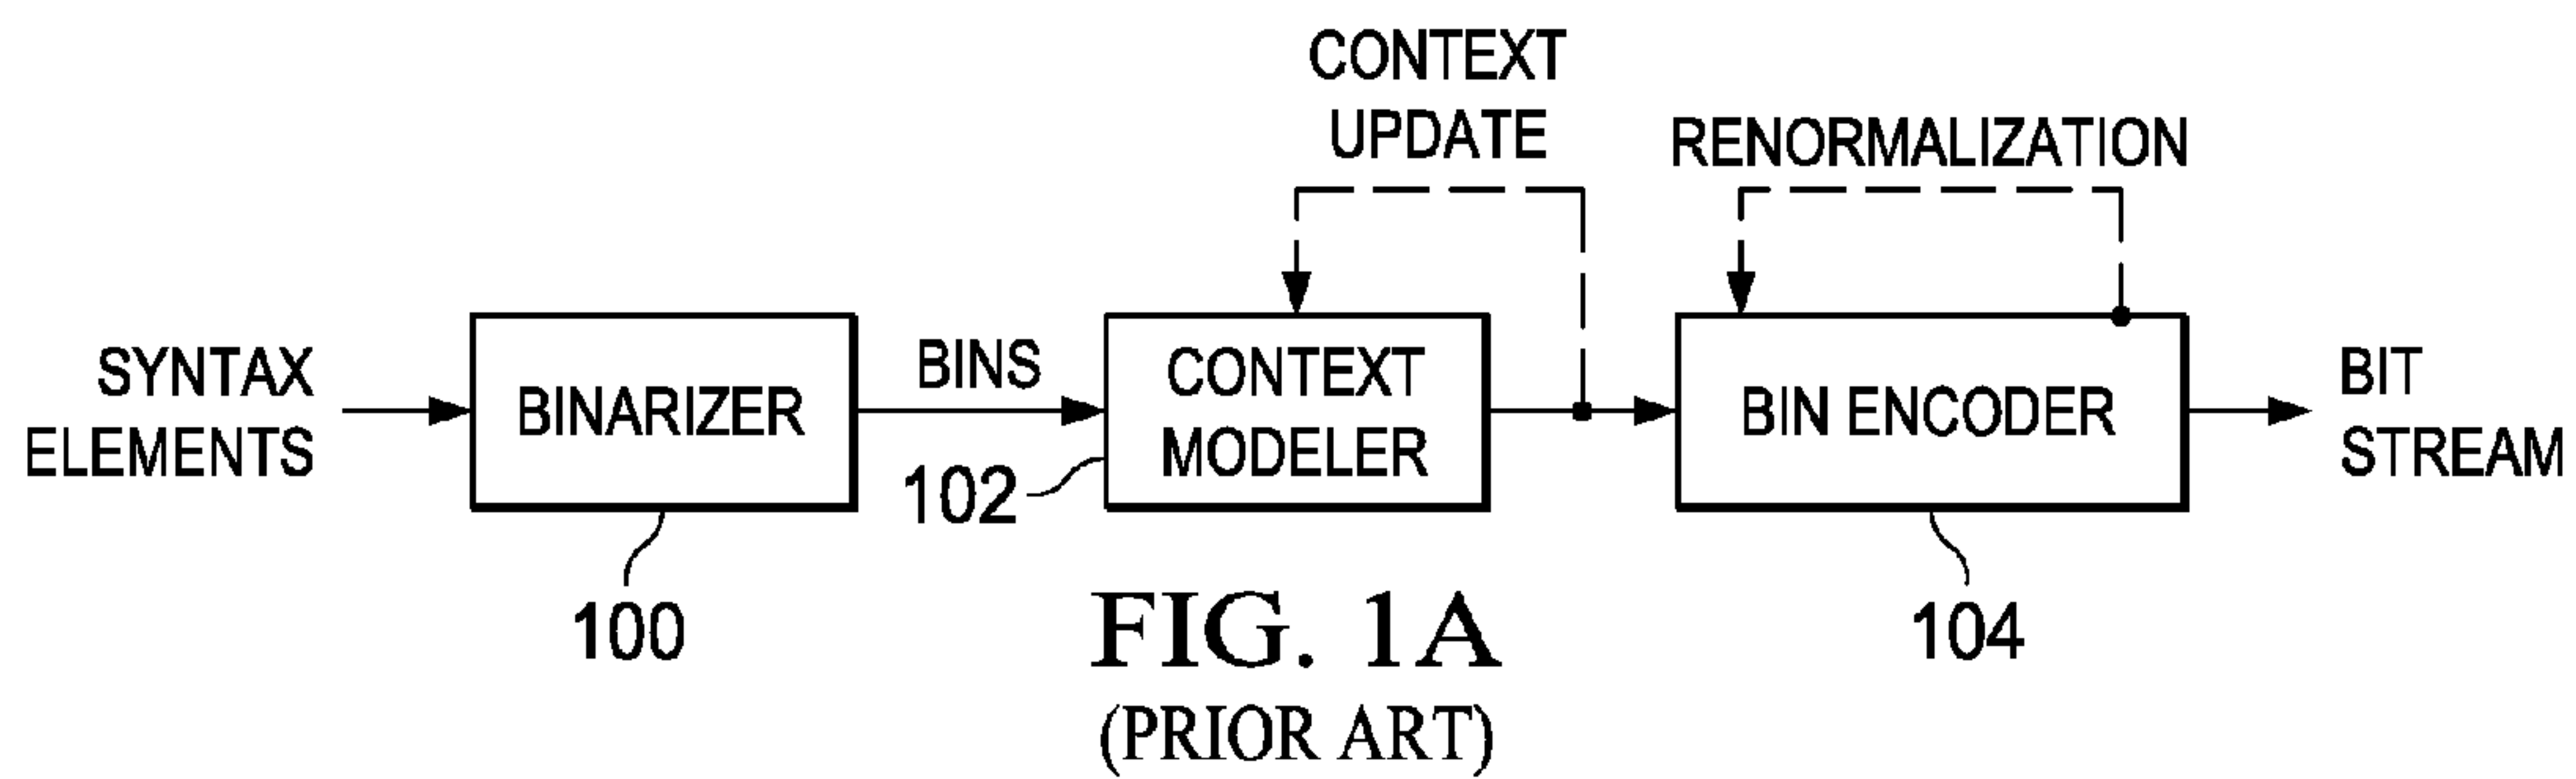 CONTEXT
UPDATE
RENORMALIZATION
SYNTAX
ELEMENTS
BINARIZER
BINS
CONTEXT
MODELER
BIN ENCODER
BIT
STREAM
100
102
104
FIG. 1A
(PRIOR ART)